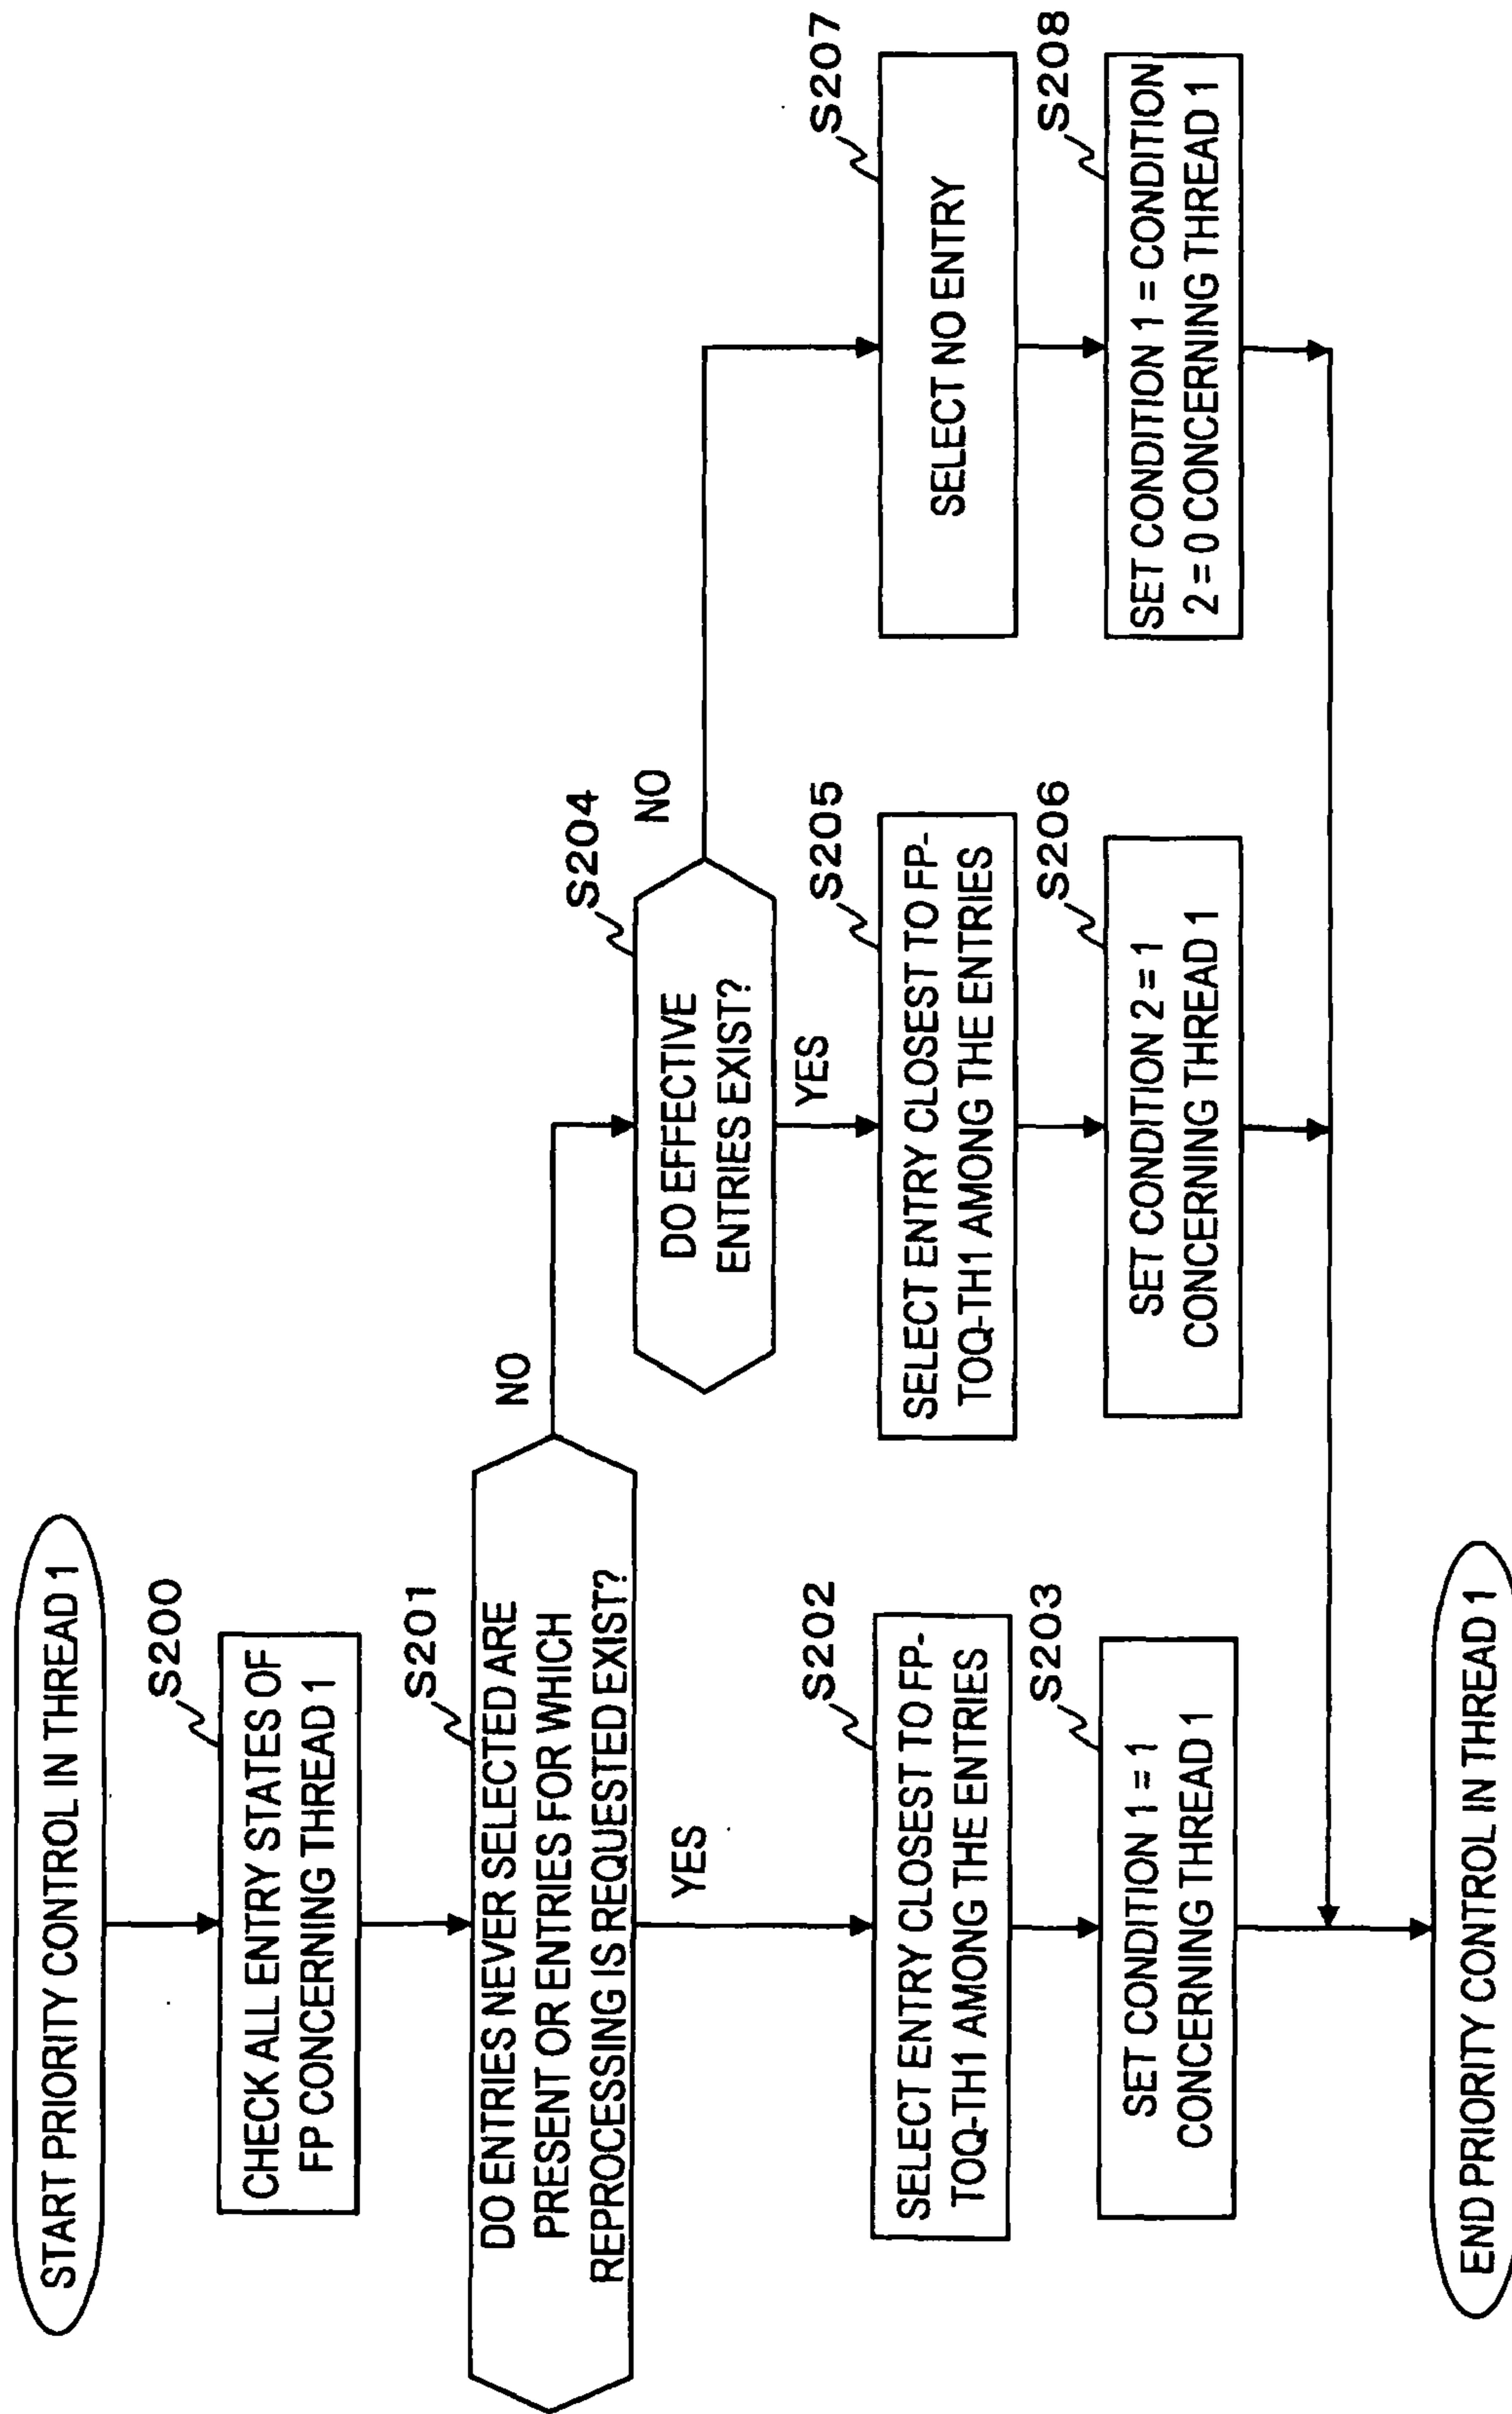 START PRIORITY CONTROL IN THREAD 1
S200
CHECK ALL ENTRY STATES OF
FP CONCERNING THREAD 1
S201
DO ENTRIES NEVER SELECTED ARE
PRESENT OR ENTRIES FOR WHICH
REPROCESSING IS REQUESTED EXIST?
NO
YES
S204
DO EFFECTIVE
ENTRIES EXIST?
NO
YES
S202
SELECT ENTRY CLOSEST TO FP-
TOQ-TH1 AMONG THE ENTRIES
S205
SELECT ENTRY CLOSEST TO FP-
TOQ-TH1 AMONG THE ENTRIES
S207
SELECT NO ENTRY
S203
SET CONDITION 1 = 1
CONCERNING THREAD 1
S206
SET CONDITION 2 = 1
CONCERNING THREAD 1
S208
SET CONDITION 1 = CONDITION
2 = 0 CONCERNING THREAD 1
END PRIORITY CONTROL IN THREAD 1